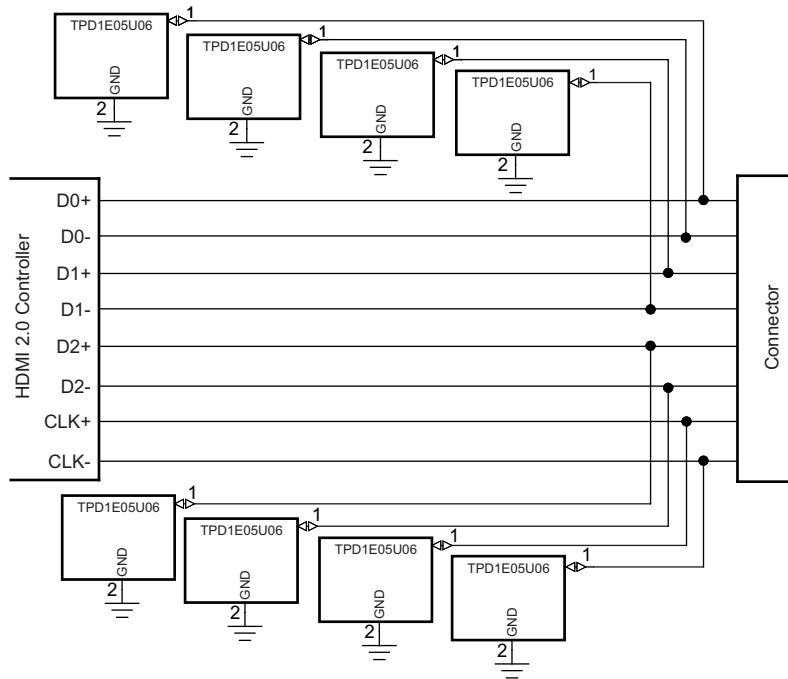 TPD1E05U06
1
GND
2
TPD1E05U06
1
GND
2
TPD1E05U06
1
GND
2
TPD1E05U06
1
GND
2
HDMI 2.0 Controller
D0+
D0-
D1+
D1-
D2+
D2-
CLK+
CLK-
Connector
TPD1E05U06
1
GND
2
TPD1E05U06
1
GND
2
TPD1E05U06
1
GND
2
TPD1E05U06
1
GND
2